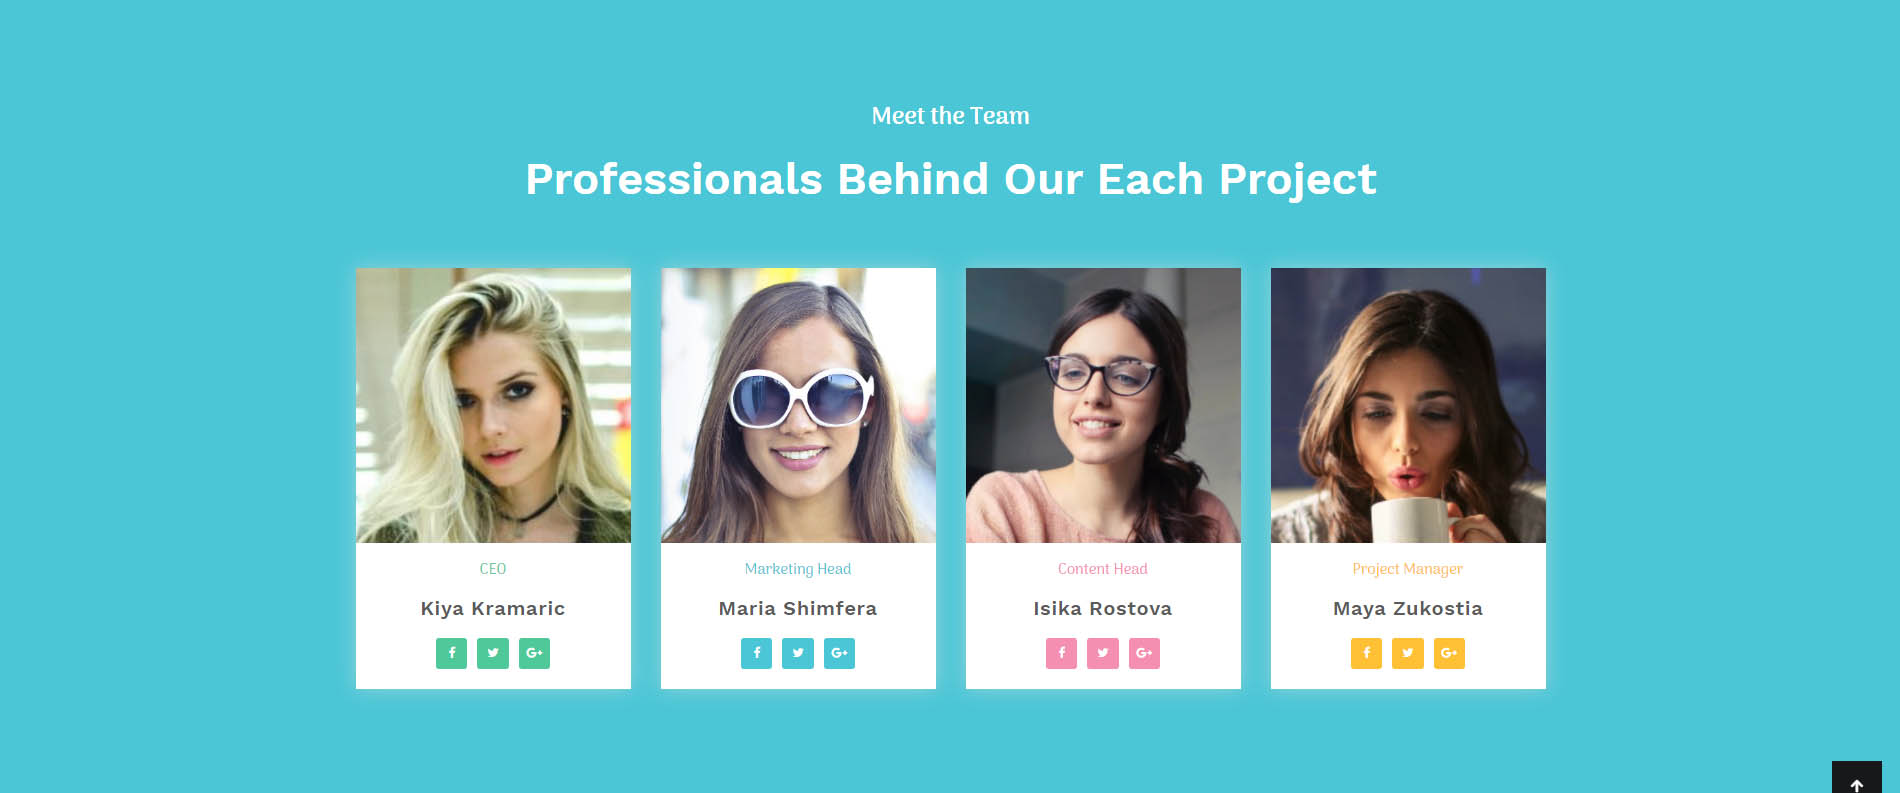 Meet the Team
Professionals Behind Our Each Project
CEO
Kiya Kramaric
Marketing Head
Maria Shimfera
Content Head
Isika Rostova
Project Manager
Maya Zukostia